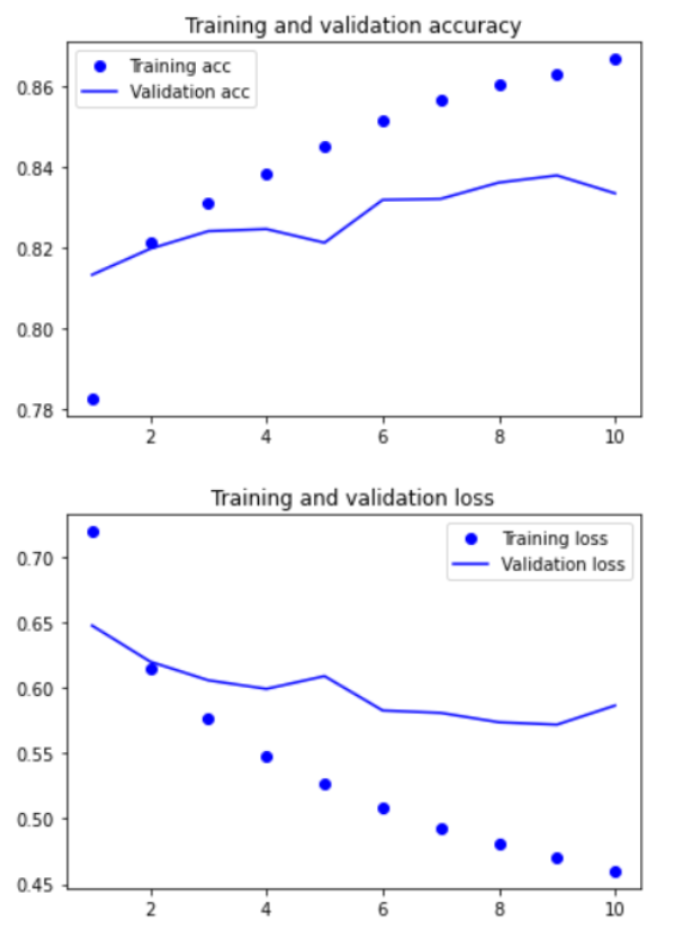 Training and validation accuracy
Training acc
Validation acc
0.86
0.84
0.82
0.80
0.78
2 4 6 8 10
Training and validation loss
Training loss
Validation loss
0.70
0.65
0.60
0.55
0.50
0.45
2 4 6 8 10